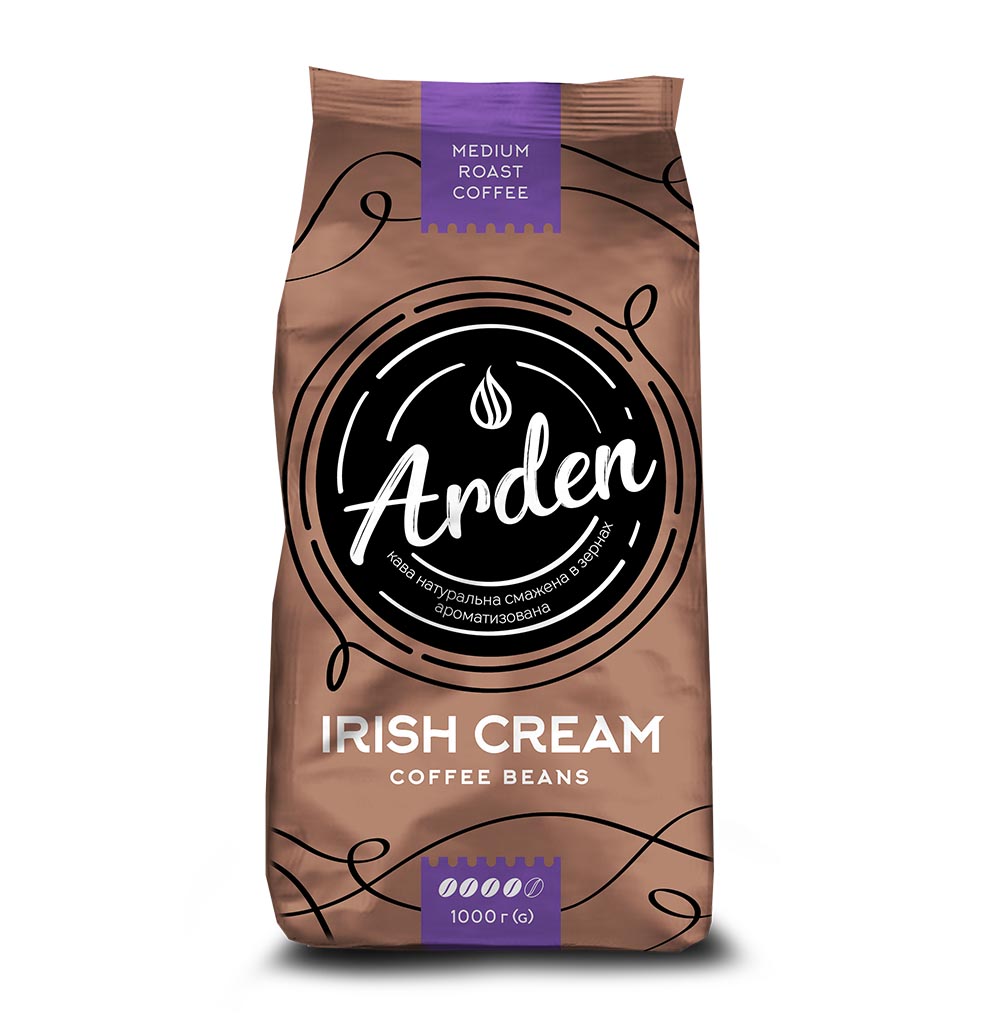 MEDIUM
ROAST
COFFEE
Arden
кава натуральна смажена в зернах
ароматизована
IRISH CREAM
COFFEE BEANS
1000 г (G)